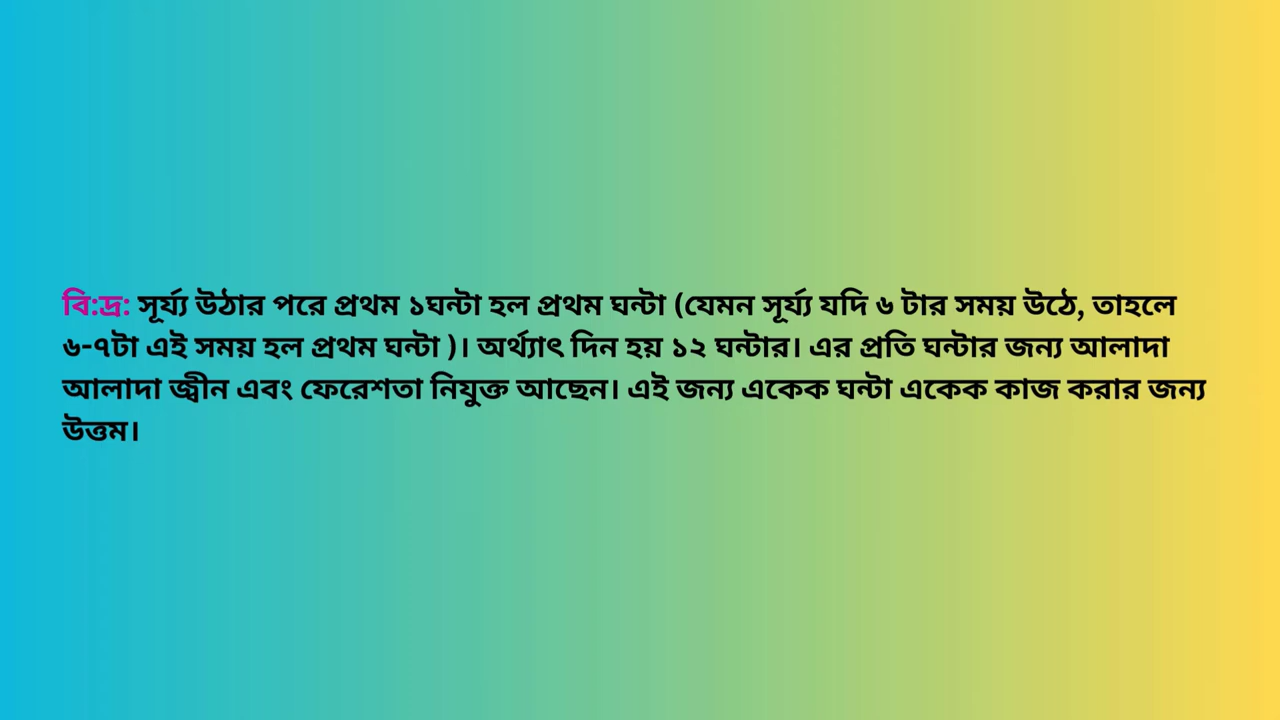 বি:দ্র: সূর্য্য উঠার পরে প্রথম ১ঘন্টা হল প্রথম ঘন্টা (যেমন সূর্য্য যদি ৬ টার সময় উঠে, তাহলে
৬-৭টা এই সময় হল প্রথম ঘন্টা )। অর্থ্যাৎ দিন হয় ১২ ঘন্টার। এর প্রতি ঘন্টার জন্য আলাদা
আলাদা জ্বীন এবং ফেরেশতা নিযুক্ত আছেন। এই জন্য একেক ঘন্টা একেক কাজ করার জন্য
উত্তম।